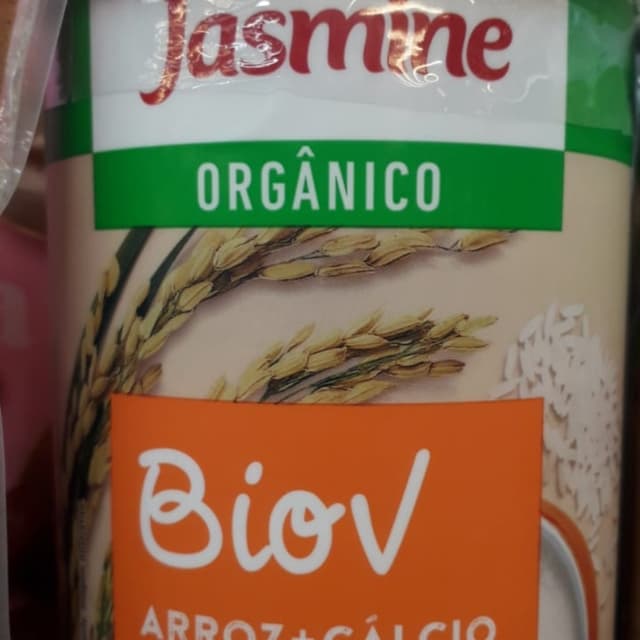 Jasmine
ORGÂNICO
BioV
ARROZ+CÁLCIO